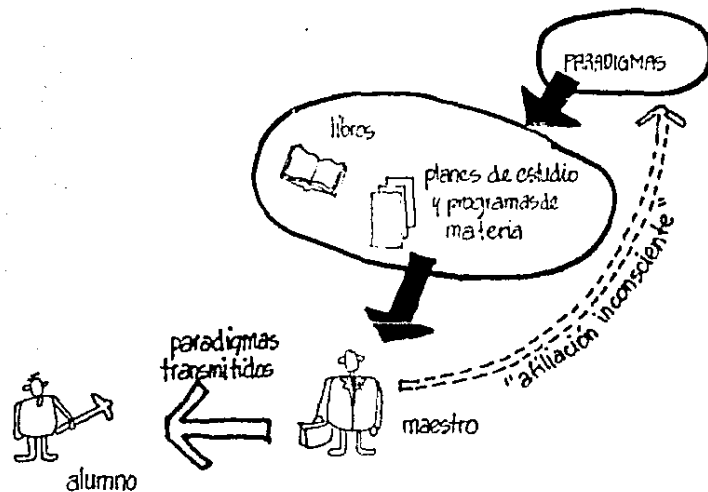 PARADIGMAS
libros
planes de estudio
y programas de
materia
"afiliación inconsciente"
paradigmas
transmitidos
maestro
alumno